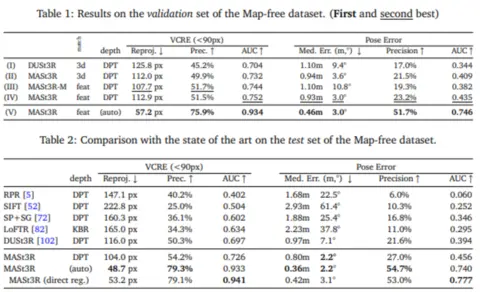 Table 1: Results on the validation set of the Map-free dataset. (First and second best)
VCRE (<90px) Pose Error
match depth Reproj. ↓ Prec. ↑ AUC ↑ Med. Err. (m,°)↓ Precision ↑ AUC ↑
(I) DUSt3R 3d DPT 125.8 px 45.2% 0.704 1.10m 9.4° 17.0% 0.344
(II) MASt3R 3d DPT 112.0 px 49.9% 0.732 0.94m 3.6° 21.5% 0.409
(III) MASt3R-M feat DPT 107.7 px 51.7% 0.744 1.10m 10.8° 19.3% 0.382
(IV) MASt3R feat DPT 112.9 px 51.5% 0.752 0.93m 3.0° 23.2% 0.435
(V) MASt3R feat (auto) 57.2 px 75.9% 0.934 0.46m 3.0° 51.7% 0.746
Table 2: Comparison with the state of the art on the test set of the Map-free dataset.
VCRE (<90px) Pose Error
depth Reproj. ↓ Prec. ↑ AUC ↑ Med. Err. (m,°)↓ Precision ↑ AUC ↑
RPR [5] DPT 147.1 px 40.2% 0.402 1.68m 22.5° 6.0% 0.060
SIFT [52] DPT 222.8 px 25.0% 0.504 2.93m 61.4° 10.3% 0.252
SP+SG [72] DPT 160.3 px 36.1% 0.602 1.88m 25.4° 16.8% 0.346
LoFTR [82] KBR 165.0 px 34.3% 0.634 2.23m 37.8° 11.0% 0.295
DUSt3R [102] DPT 116.0 px 50.3% 0.697 0.97m 7.1° 21.6% 0.394
MASt3R DPT 104.0 px 54.2% 0.726 0.80m 2.2° 27.0% 0.456
MASt3R (auto) 48.7 px 79.3% 0.933 0.36m 2.2° 54.7% 0.740
MASt3R (direct reg.) 53.2 px 79.1% 0.941 0.42m 3.1° 53.0% 0.777